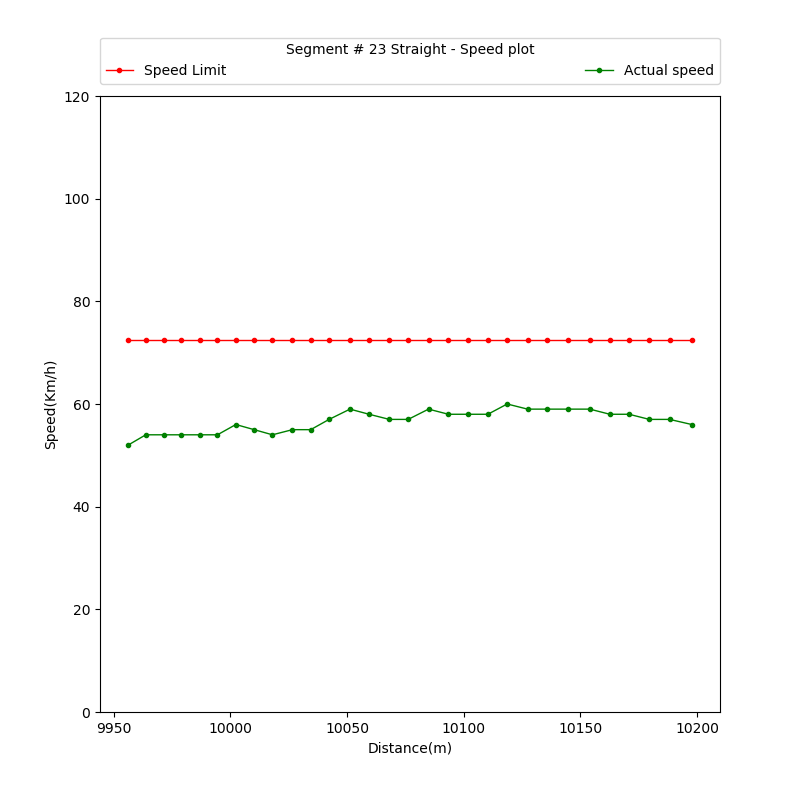 Segment # 23 Straight - Speed plot
Speed Limit
Actual speed
120
100
80
60
40
20
0
Speed(Km/h)
9950
10000
10050
10100
10150
10200
Distance(m)